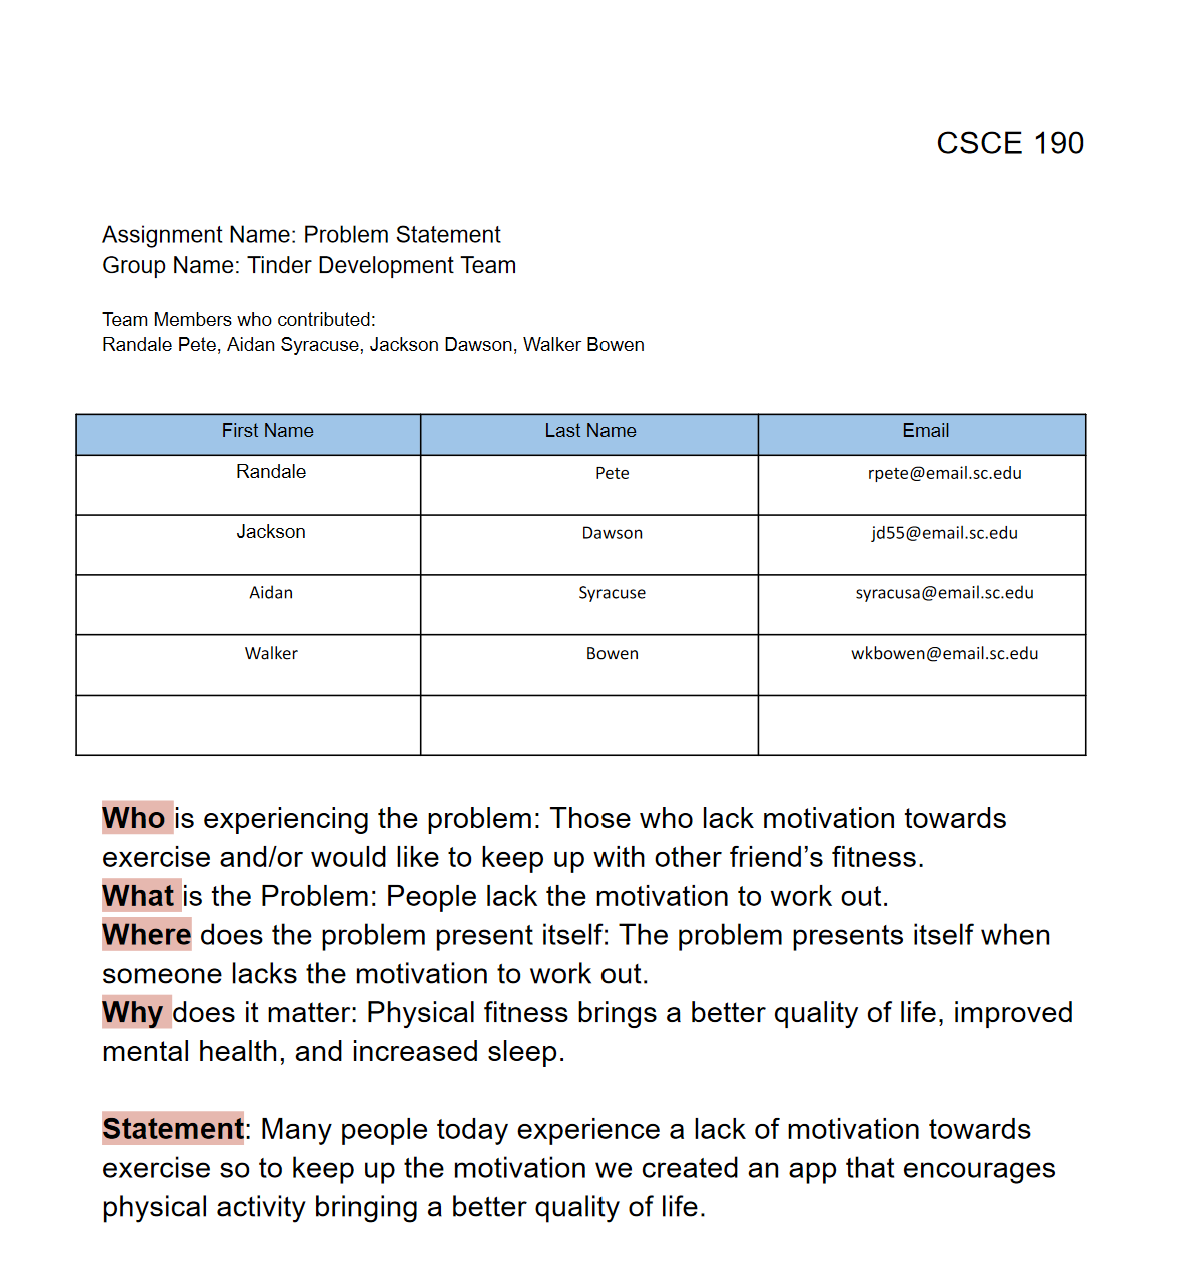 CSCE 190
Assignment Name: Problem Statement
Group Name: Tinder Development Team
Team Members who contributed:
Randale Pete, Aidan Syracuse, Jackson Dawson, Walker Bowen
First Name Last Name Email
Randale Pete rpete@email.sc.edu
Jackson Dawson jd55@email.sc.edu
Aidan Syracuse syracusa@email.sc.edu
Walker Bowen wkbowen@email.sc.edu
Who is experiencing the problem: Those who lack motivation towards
exercise and/or would like to keep up with other friend’s fitness.
What is the Problem: People lack the motivation to work out.
Where does the problem present itself: The problem presents itself when
someone lacks the motivation to work out.
Why does it matter: Physical fitness brings a better quality of life, improved
mental health, and increased sleep.
Statement: Many people today experience a lack of motivation towards
exercise so to keep up the motivation we created an app that encourages
physical activity bringing a better quality of life.